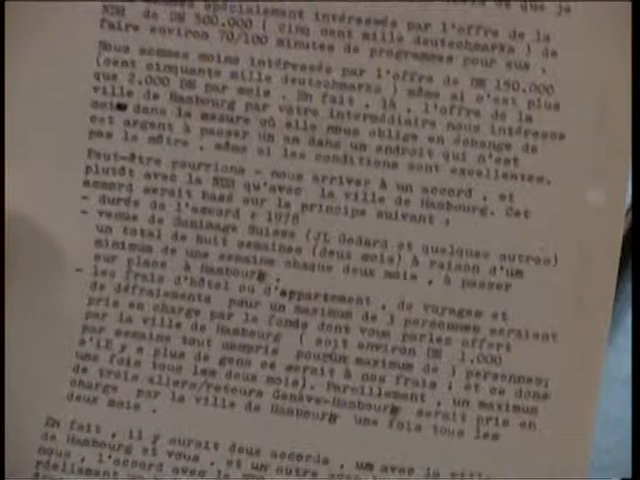 spécialement intéressés par l'offre de la
NDR de DM 500.000 ( cinq cent mille deutschmarks ) de
faire environ 70/100 minutes de programmes pour eux .
Nous sommes moins intéressés par l'offre de DM 150.000
(cent cinquante mille deutschmarks ) même si c'est plus
que 2.000 DM par mois . En fait , là , l'offre de la
ville de Hambourg par votre intermédiaire nous intéresse
dans la mesure où elle nous oblige en échange de
cet argent à passer un an dans un endroit qui n'est
pas le nôtre , même si les conditions sont excellentes.
Peut-être pourrions - nous arriver à un accord , et
plutôt avec la NDR qu'avec la ville de Hambourg. Cet
accord serait basé sur le principe suivant :
- durée de l'accord : 1978
- venue de Sonimage Suisse (JL Godard et quelques autres)
un total de huit semaines (deux mois) à raison d'un
minimum de une semaine chaque deux mois , à passer
sur place à Hambourg .
- les frais d'hôtel ou d'appartement , de voyages et
de défraiements pour un maximum de 3 personnes seraient
pris en charge par le fonds dont vous parlez offert
par la ville de Hambourg ( soit environ DM 1.000
par semaine tout compris pour un maximum de 3 personnes;
s'il y a plus de gens ce serait à nos frais ; et ce donc
une fois tous les deux mois). Pareillement , un maximum
de trois allers/retours Genève-Hambourg serait pris en
charge par la ville de Hambourg une fois tous les
deux mois .
En fait , il y aurait deux accords , un avec la ville
de Hambourg et vous , et un autre avec
nous , l'accord avec la